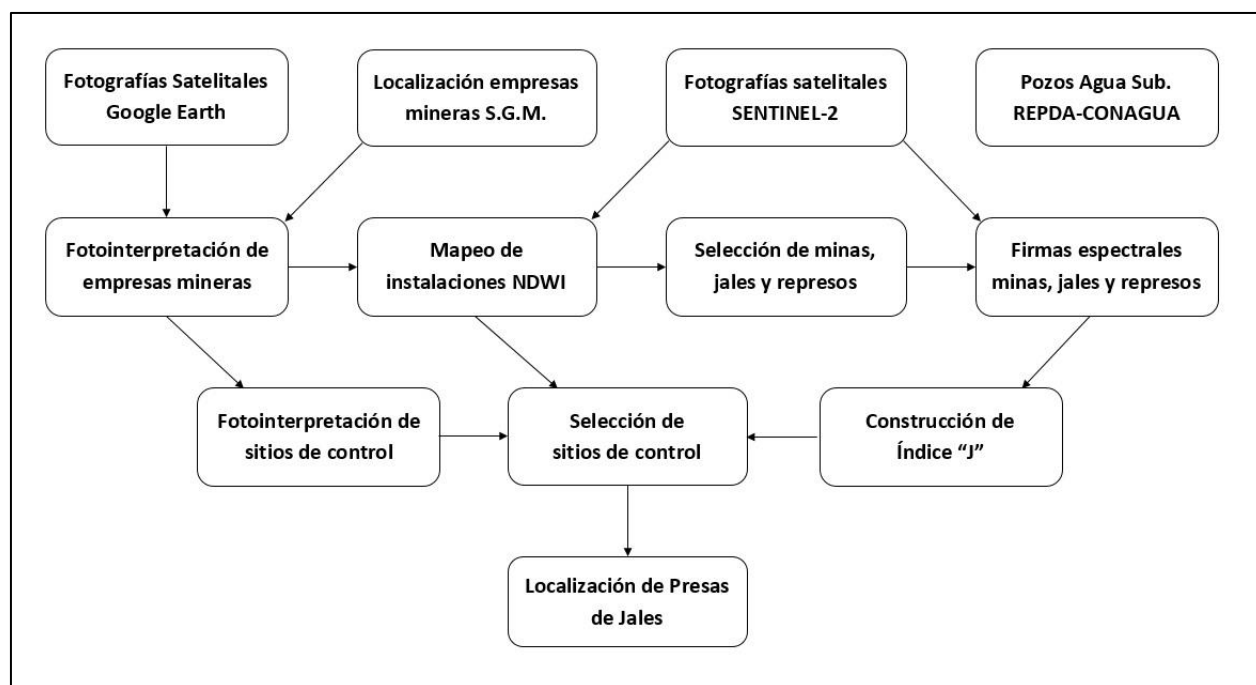 Fotografías Satelitales
Google Earth
Localización empresas
mineras S.G.M.
Fotografías satelitales
SENTINEL-2
Pozos Agua Sub.
REPDA-CONAGUA
Fotointerpretación de
empresas mineras
Mapeo de
instalaciones NDWI
Selección de minas,
jales y represos
Firmas espectrales
minas, jales y represos
Fotointerpretación de
sitios de control
Selección de
sitios de control
Construcción de
Índice “J”
Localización de Presas
de Jales